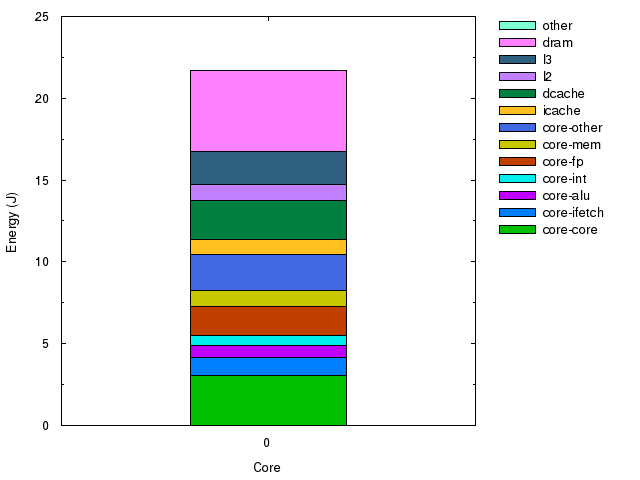 25
20
15
10
5
0
Energy (J)
0
Core
other
dram
l3
l2
dcache
icache
core-other
core-mem
core-fp
core-int
core-alu
core-ifetch
core-core